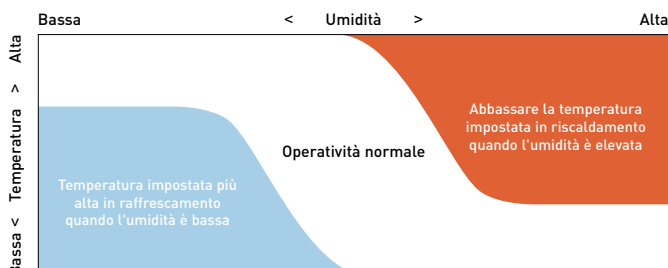 Bassa < Umidità > Alta
Bassa < Temperatura > Alta
Abbassare la temperatura
impostata in riscaldamento
quando l'umidità è elevata
Operatività normale
Temperatura impostata più
alta in raffrescamento
quando l'umidità è bassa